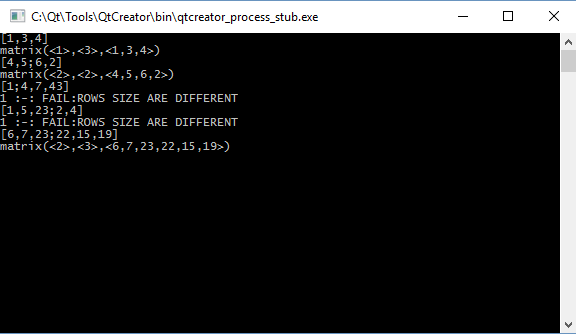 C:\Qt\Tools\QtCreator\bin\qtcreator_process_stub.exe
[1,3,4]
matrix(<1>,<3>,<1,3,4>)
[4,5;6,2]
matrix(<2>,<2>,<4,5,6,2>)
[1;4,7,43]
1 :-: FAIL:ROWS SIZE ARE DIFFERENT
[1,5,23;2,4]
1 :-: FAIL:ROWS SIZE ARE DIFFERENT
[6,7,23;22,15,19]
matrix(<2>,<3>,<6,7,23,22,15,19>)